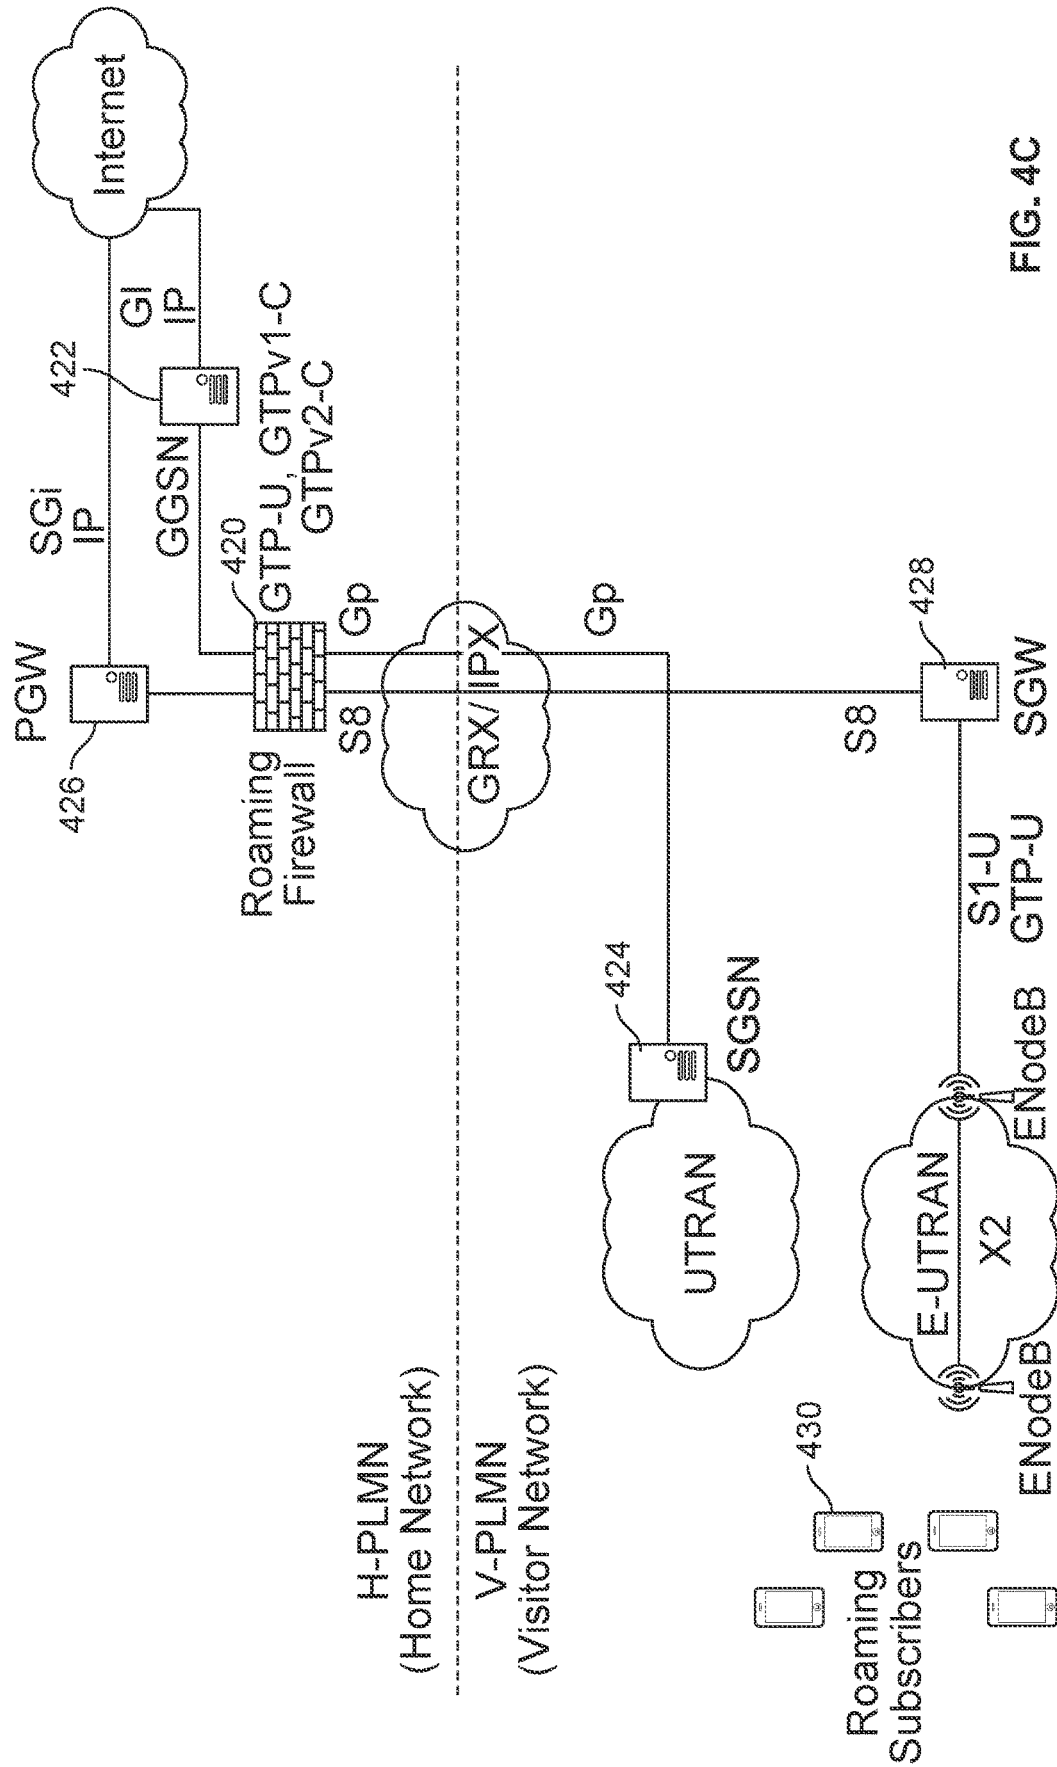 PGW
426
SGi
IP
Internet
422
Gi
IP
GGSN
420
Roaming
Firewall
GTP-U, GTPv1-C
GTPv2-C
S8
Gp
H-PLMN
(Home Network)
GRX/IPX
V-PLMN
(Visitor Network)
Gp
424
SGSN
UTRAN
S8
428
SGW
430
Roaming
Subscribers
E-UTRAN
X2
ENodeB
ENodeB
S1-U
GTP-U
FIG. 4C